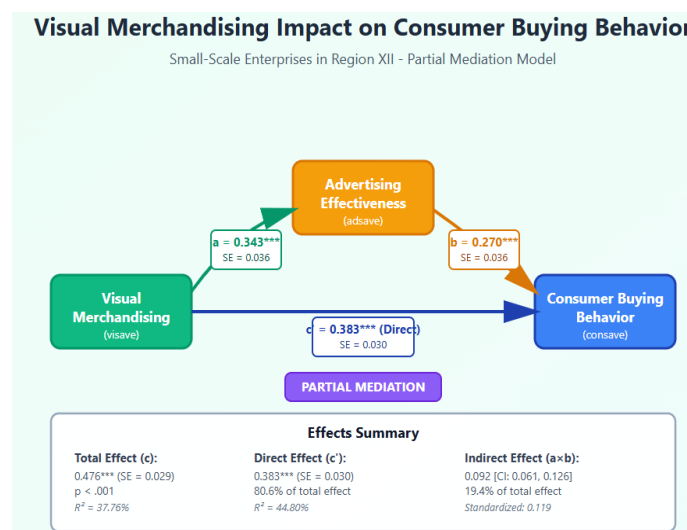 Visual Merchandising Impact on Consumer Buying Behavior
Small-Scale Enterprises in Region XII - Partial Mediation Model
Advertising
Effectiveness
(adsave)
a = 0.343***
SE = 0.036
b = 0.270***
SE = 0.036
Visual
Merchandising
(visave)
Consumer Buying
Behavior
(consave)
c' = 0.383*** (Direct)
SE = 0.030
PARTIAL MEDIATION
Effects Summary
Total Effect (c):
0.476*** (SE = 0.029)
p < .001
R² = 37.76%
Direct Effect (c'):
0.383*** (SE = 0.030)
80.6% of total effect
R² = 44.80%
Indirect Effect (a×b):
0.092 [CI: 0.061, 0.126]
19.4% of total effect
Standardized: 0.119